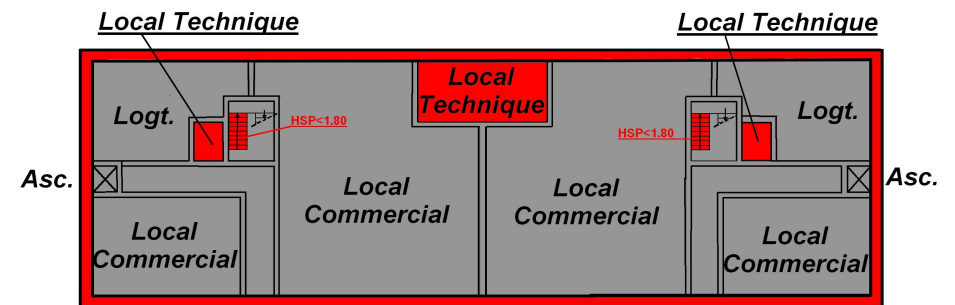 Local Technique
Local Technique
Local
Technique
Logt.
HSP<1.80
HSP<1.80
Logt.
Asc.
Asc.
Local
Commercial
Local
Commercial
Local
Commercial
Local
Commercial